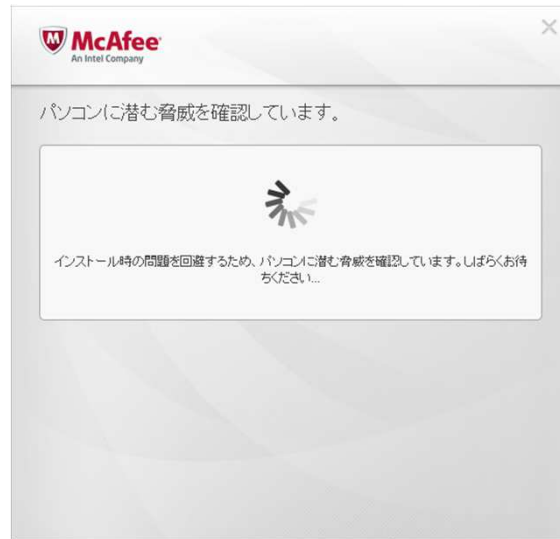 McAfee
An Intel Company
パソコンに潜む脅威を確認しています。
インストール時の問題を回避するため、パソコンに潜む脅威を確認しています。しばらくお待
ちください...